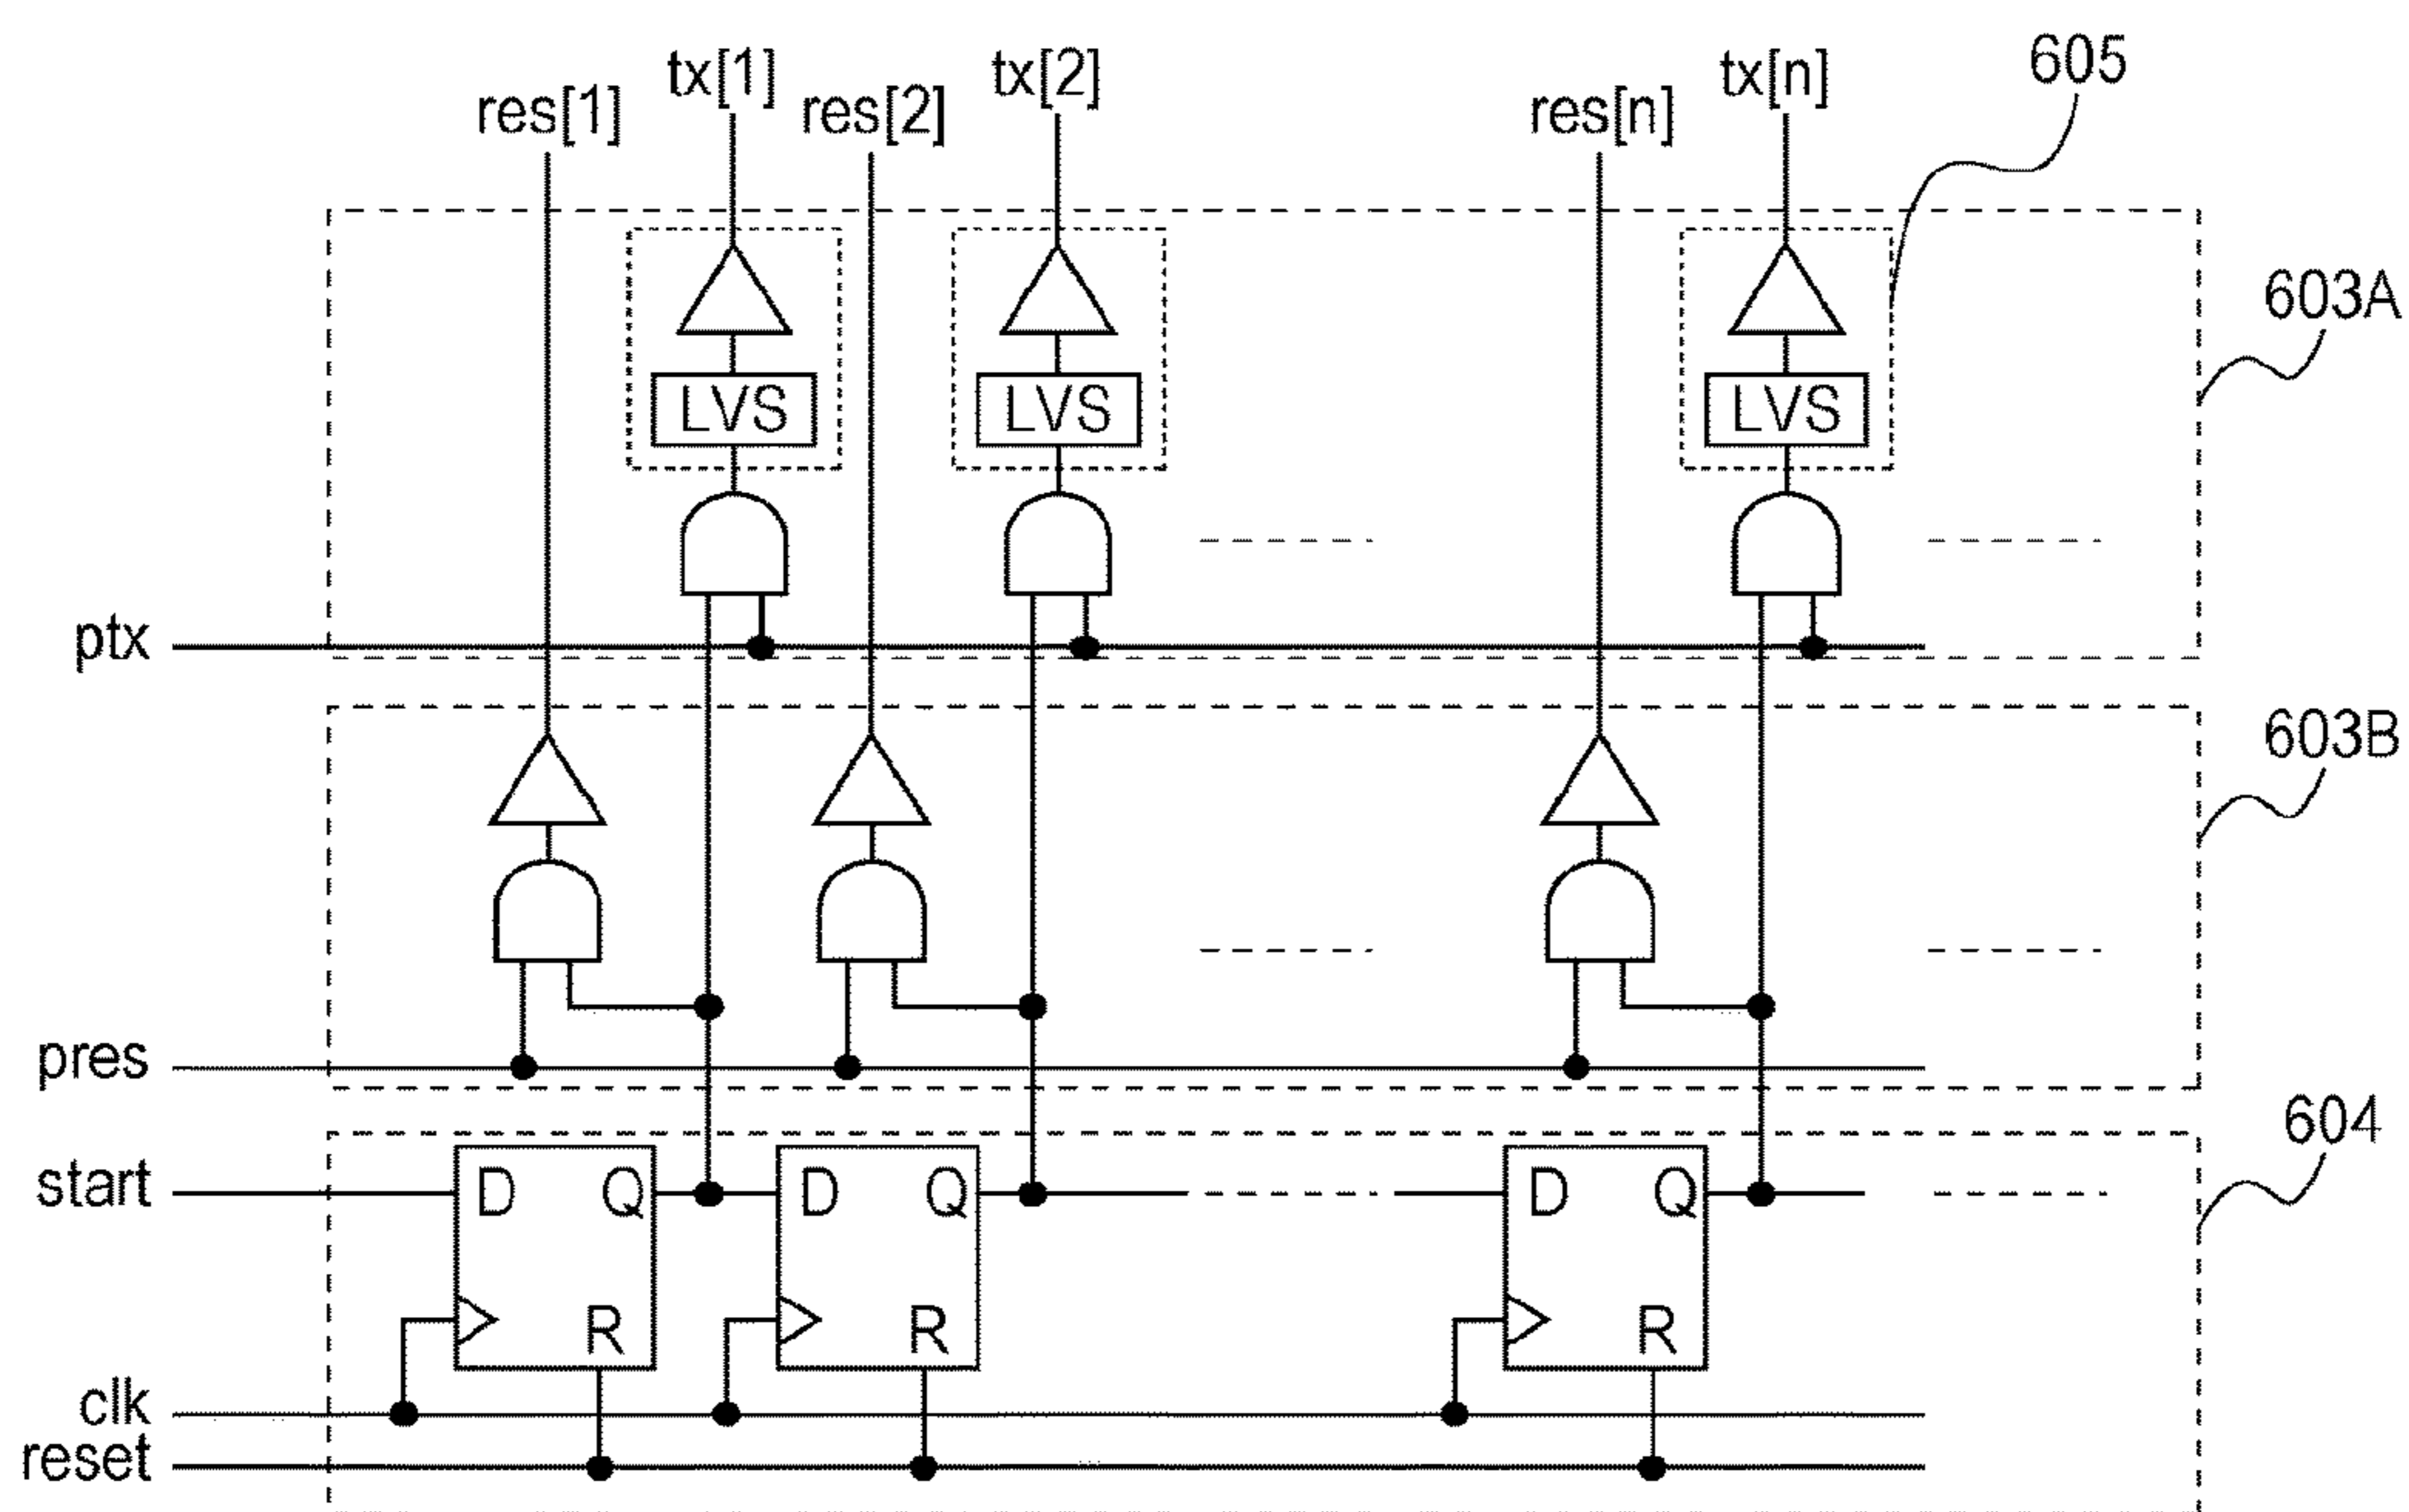 tx[1] tx[2] tx[n] 605
res[1] res[2] res[n]
603A
LVS LVS LVS
ptx
603B
pres
604
start D Q D Q D Q
R R R
clk
reset